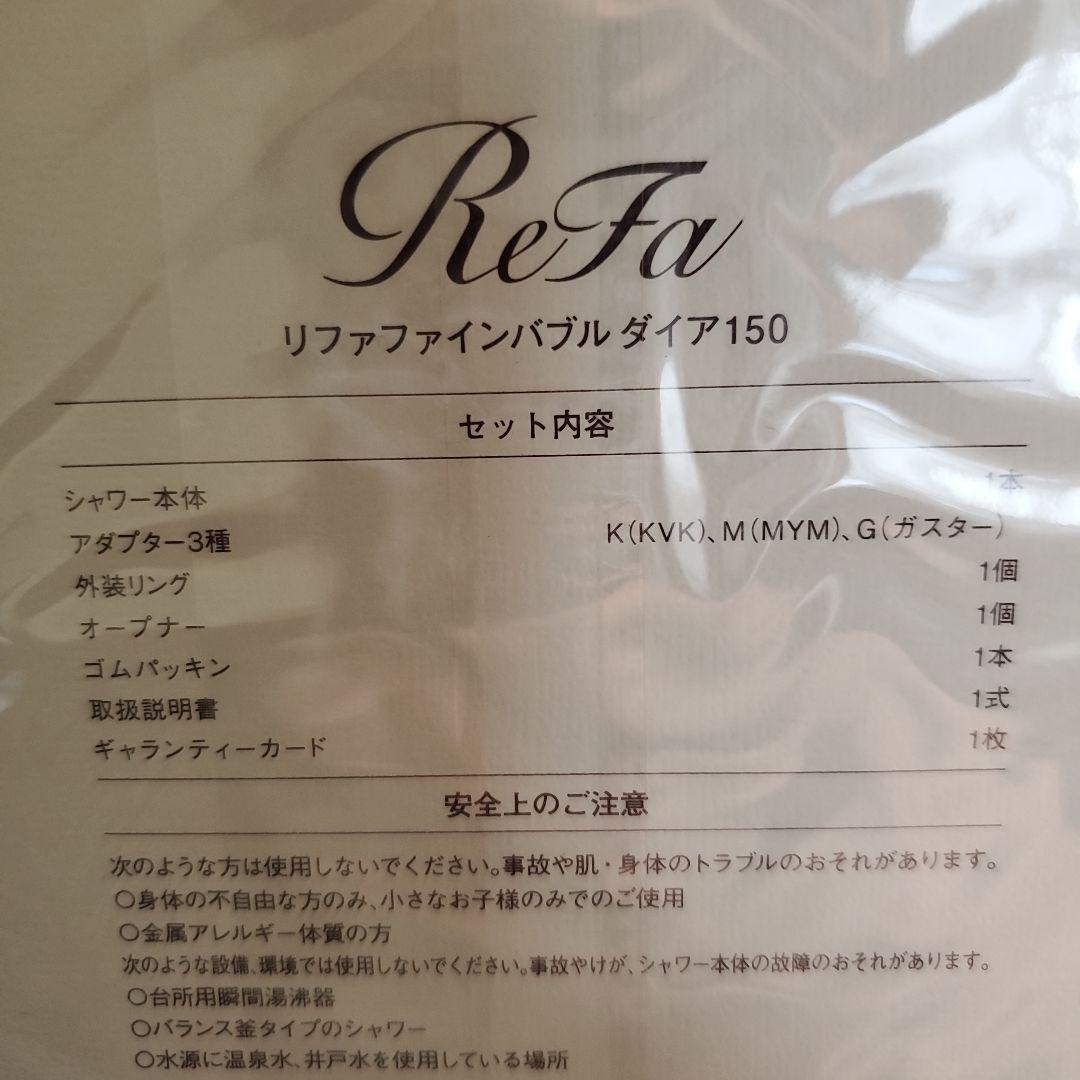 ReFa
リファファインバブル ダイア150
セット内容
シャワー本体 1本
アダプター3種 K(KVK)、M(MYM)、G(ガスター)
外装リング 1個
オープナー 1個
ゴムパッキン 1本
取扱説明書 1式
ギャランティーカード 1枚
安全上のご注意
次のような方は使用しないでください。事故や肌・身体のトラブルのおそれがあります。
○身体の不自由な方のみ、小さなお子様のみでのご使用
○金属アレルギー体質の方
次のような設備、環境では使用しないでください。事故やけが、シャワー本体の故障のおそれがあります。
○台所用瞬間湯沸器
○バランス釜タイプのシャワー
○水源に温泉水、井戸水を使用している場所